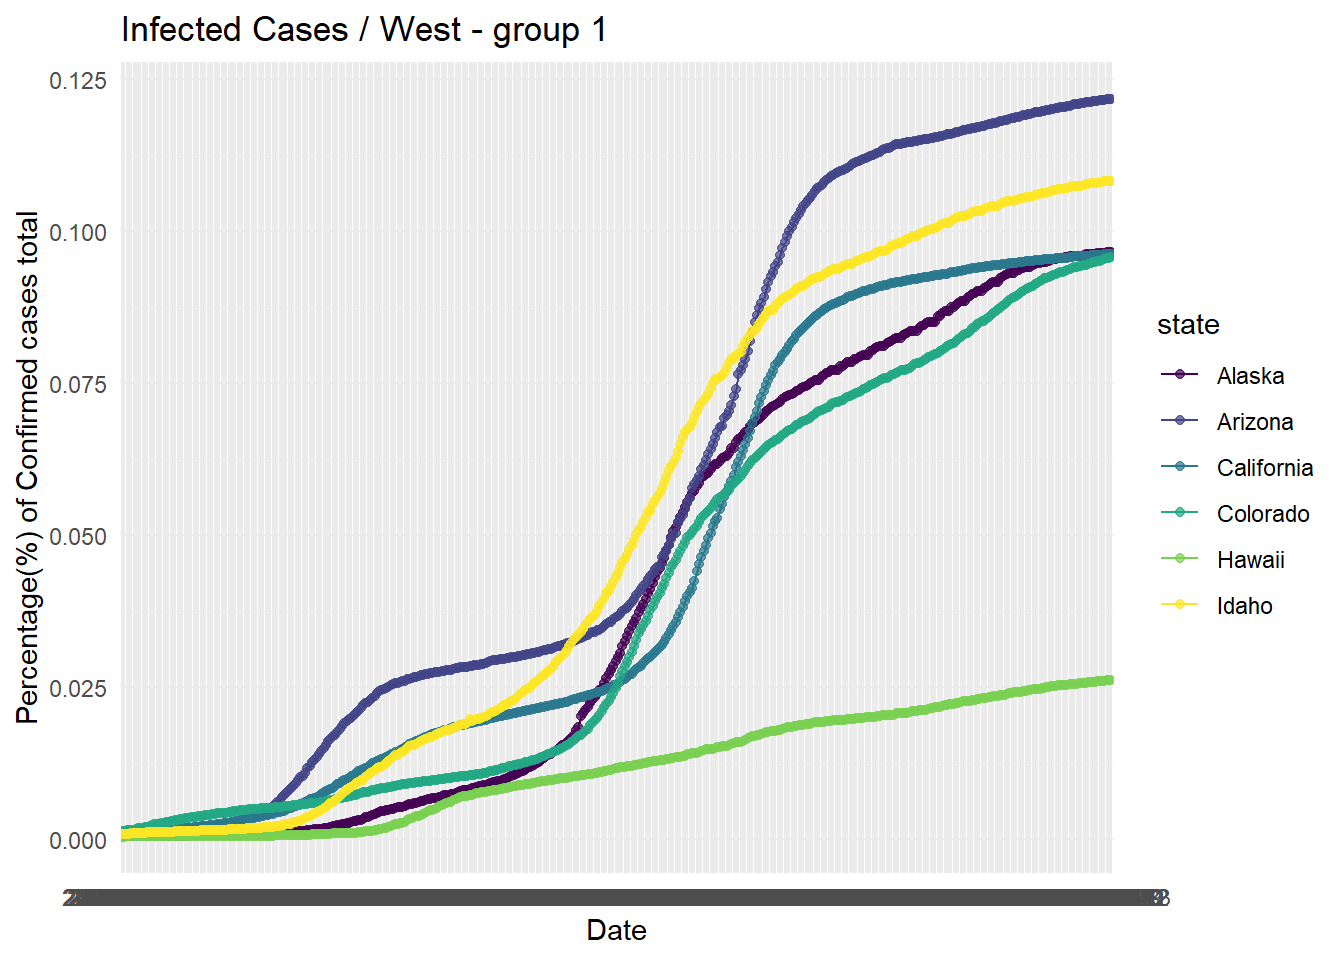 Infected Cases / West - group 1
Percentage(%) of Confirmed cases total
0.125
0.100
0.075
0.050
0.025
0.000
Date
state
Alaska
Arizona
California
Colorado
Hawaii
Idaho